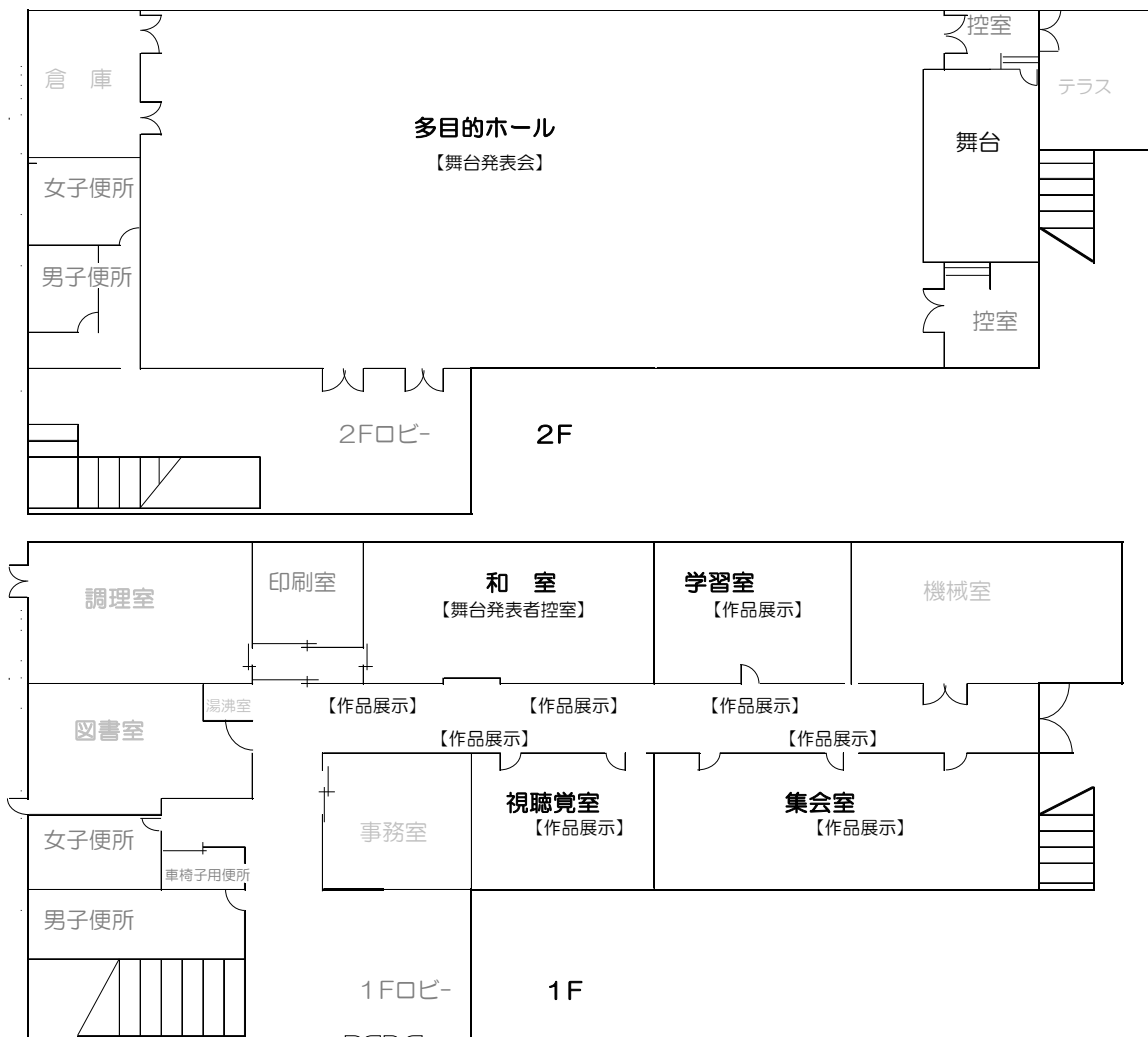 控室
倉　庫
テラス
多目的ホール
【舞台発表会】
舞台
女子便所
男子便所
控室
2Fロビー
2F
調理室
印刷室
和　室
【舞台発表者控室】
学習室
【作品展示】
機械室
湯沸室
【作品展示】
【作品展示】
【作品展示】
図書室
【作品展示】
【作品展示】
視聴覚室
【作品展示】
集会室
【作品展示】
事務室
女子便所
車椅子用便所
男子便所
1Fロビー
1F